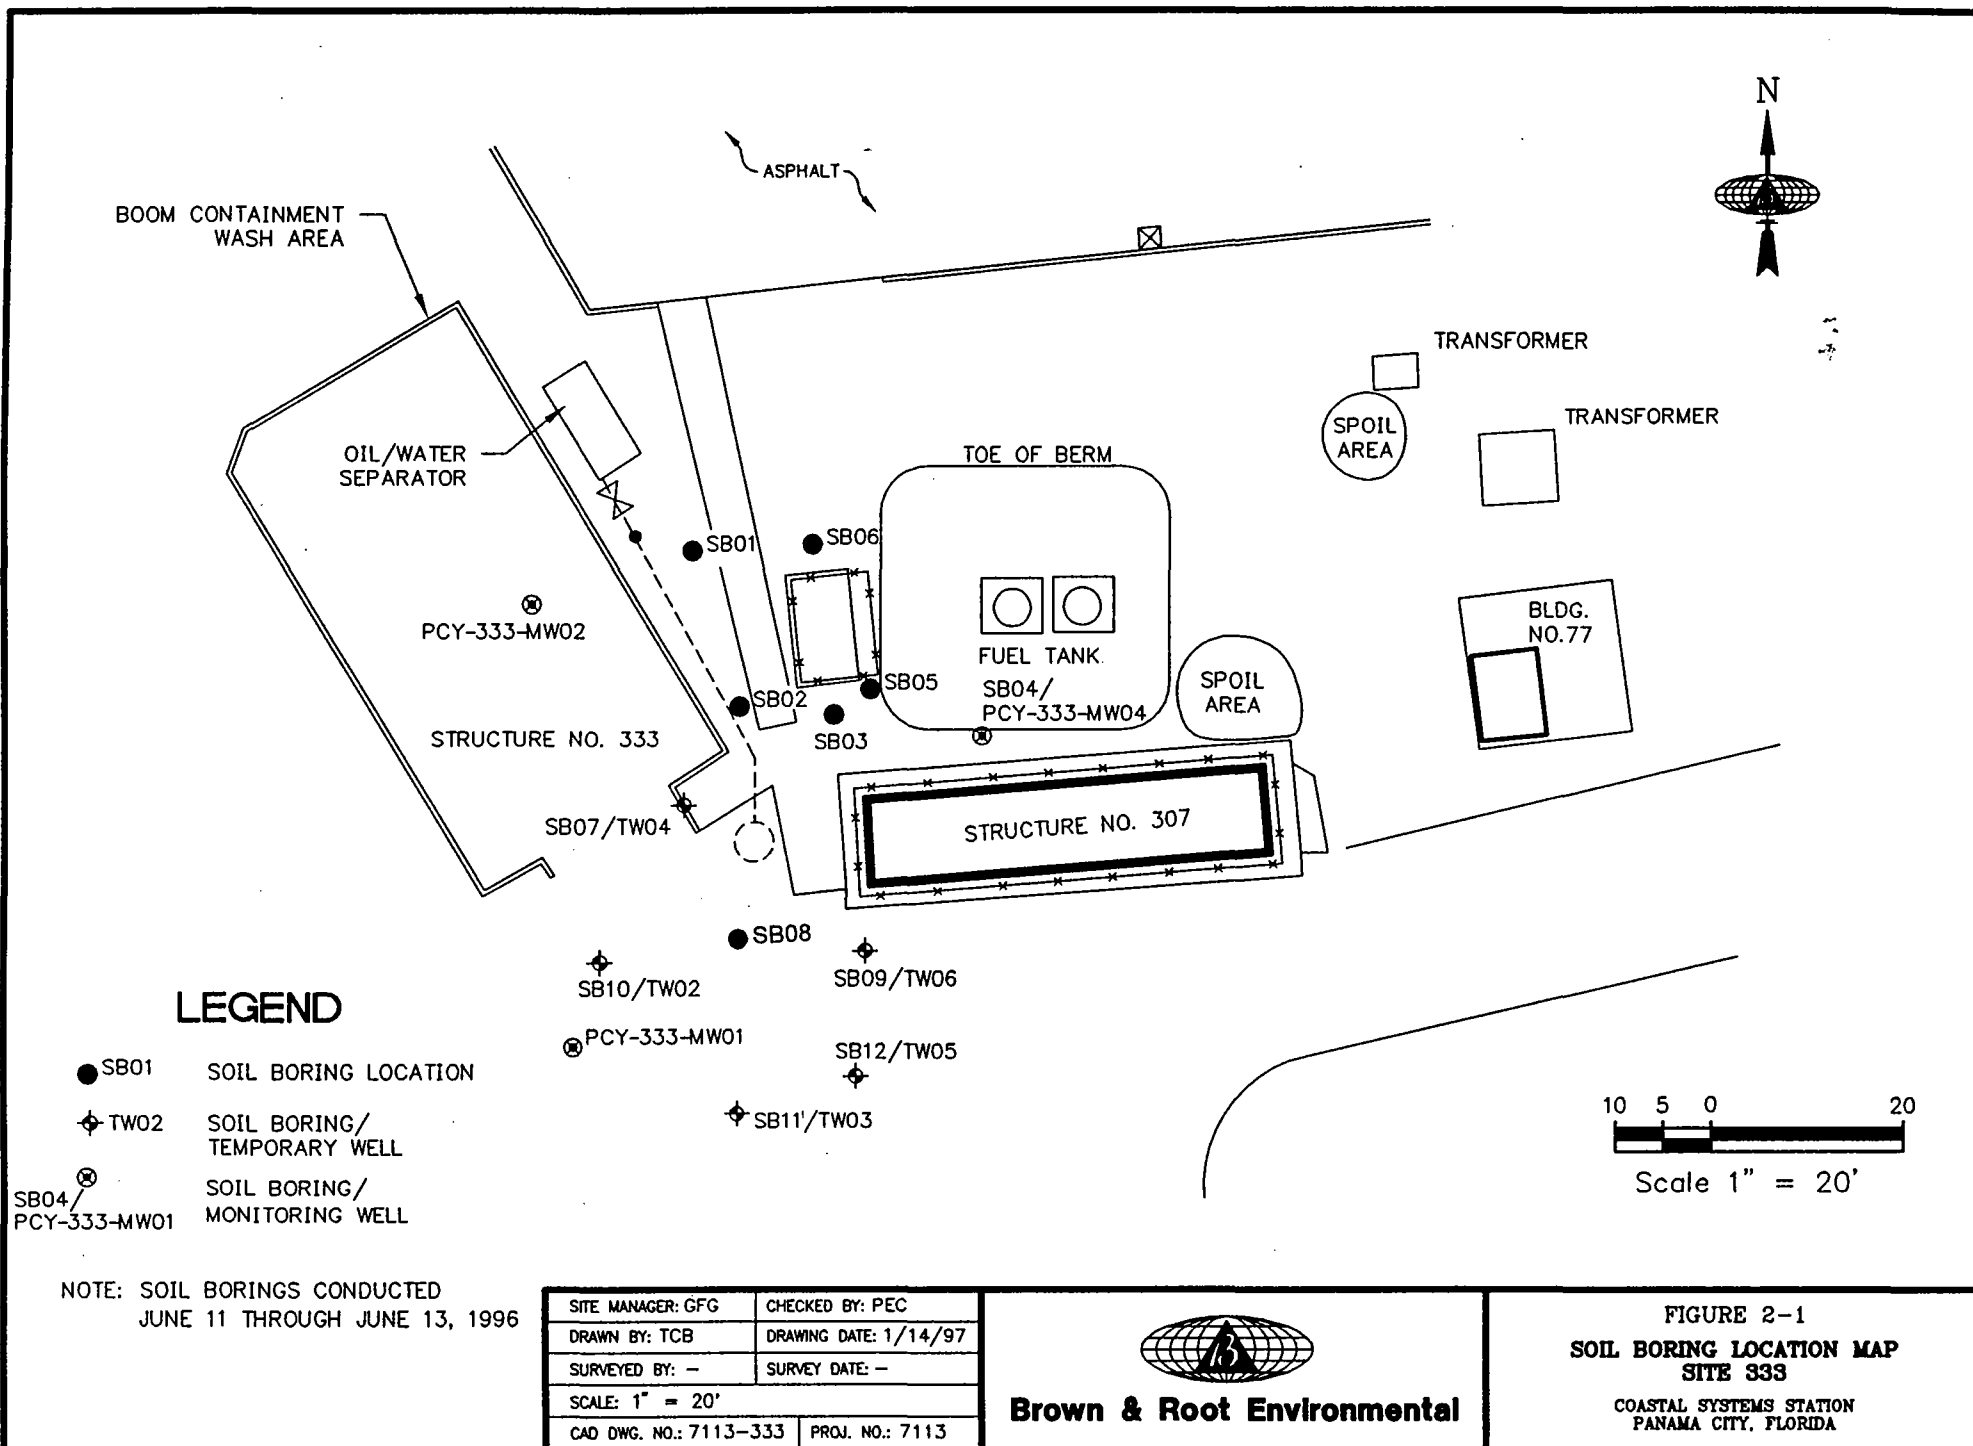 N
ASPHALT
BOOM CONTAINMENT
WASH AREA
TRANSFORMER
TRANSFORMER
SPOIL
AREA
OIL/WATER
SEPARATOR
TOE OF BERM
SB01
SB06
BLDG.
NO.77
PCY-333-MW02
FUEL TANK
SB04/
PCY-333-MW04
SB05
SPOIL
AREA
SB02
SB03
STRUCTURE NO. 333
SB07/TW04
STRUCTURE NO. 307
SB08
SB10/TW02
SB09/TW06
PCY-333-MW01
SB12/TW05
SB11'/TW03
LEGEND
SB01 SOIL BORING LOCATION
TW02 SOIL BORING/
TEMPORARY WELL
SB04/
PCY-333-MW01
SOIL BORING/
MONITORING WELL
10 5 0 20
Scale 1" = 20'
NOTE: SOIL BORINGS CONDUCTED
JUNE 11 THROUGH JUNE 13, 1996
SITE MANAGER: GFG
CHECKED BY: PEC
DRAWN BY: TCB
DRAWING DATE: 1/14/97
SURVEYED BY: -
SURVEY DATE: -
SCALE: 1" = 20'
CAD DWG. NO.: 7113-333
PROJ. NO.: 7113
Brown & Root Environmental
FIGURE 2-1
SOIL BORING LOCATION MAP
SITE 333
COASTAL SYSTEMS STATION
PANAMA CITY, FLORIDA